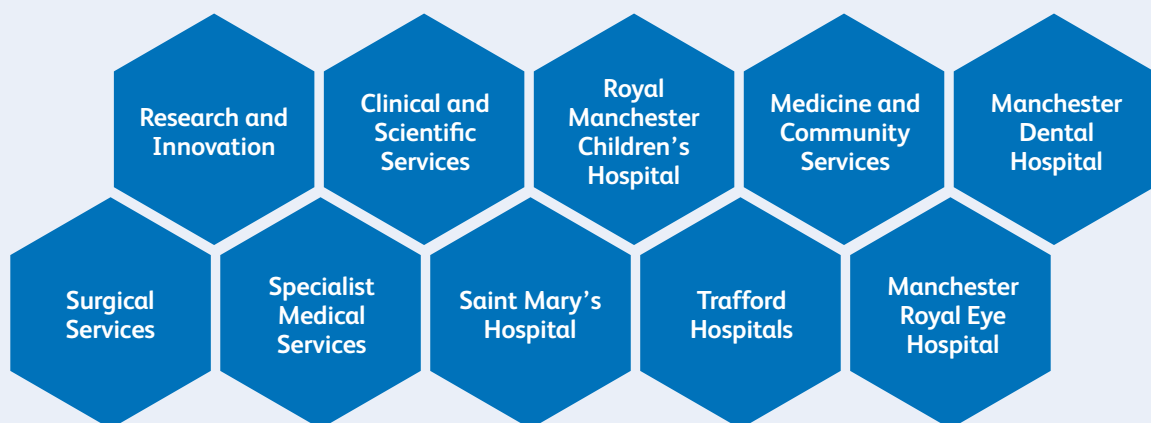 Research and
Innovation
Clinical and
Scientific
Services
Royal
Manchester
Children’s
Hospital
Medicine and
Community
Services
Manchester
Dental
Hospital
Surgical
Services
Specialist
Medical
Services
Saint Mary’s
Hospital
Trafford
Hospitals
Manchester
Royal Eye
Hospital